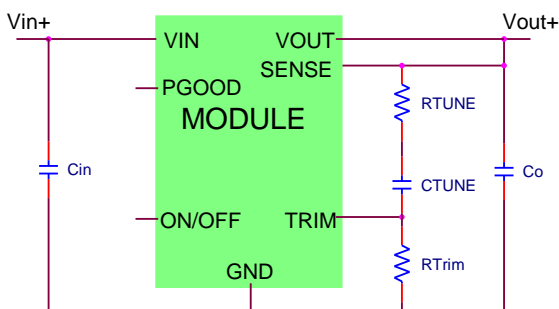 Vin+
Vout+
VIN
VOUT
SENSE
PGOOD
MODULE
RTUNE
Cin
CTUNE
Co
ON/OFF
TRIM
RTrim
GND